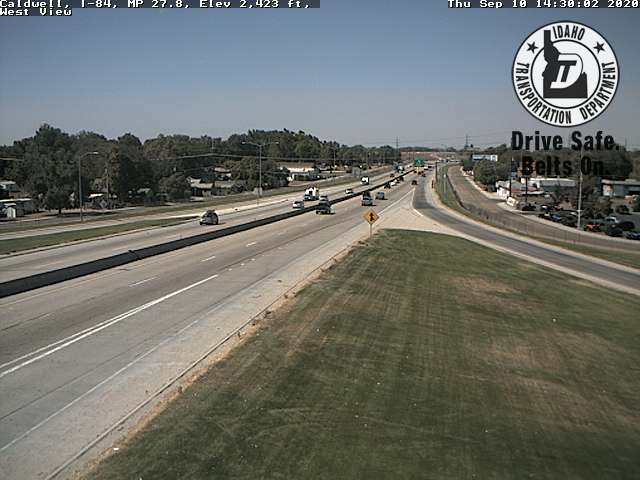 Caldwell, I-84, MP 27.8, Elev 2,423 ft,
Thu Sep 10 14:30:02 2020
West View
IDAHO
TRANSPORTATION DEPARTMENT
Drive Safe.
Belts On